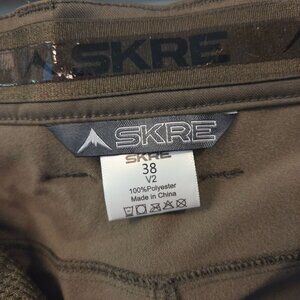 SKRE
SKRE
SKRE
38
V2
100%Polyester
Made in China